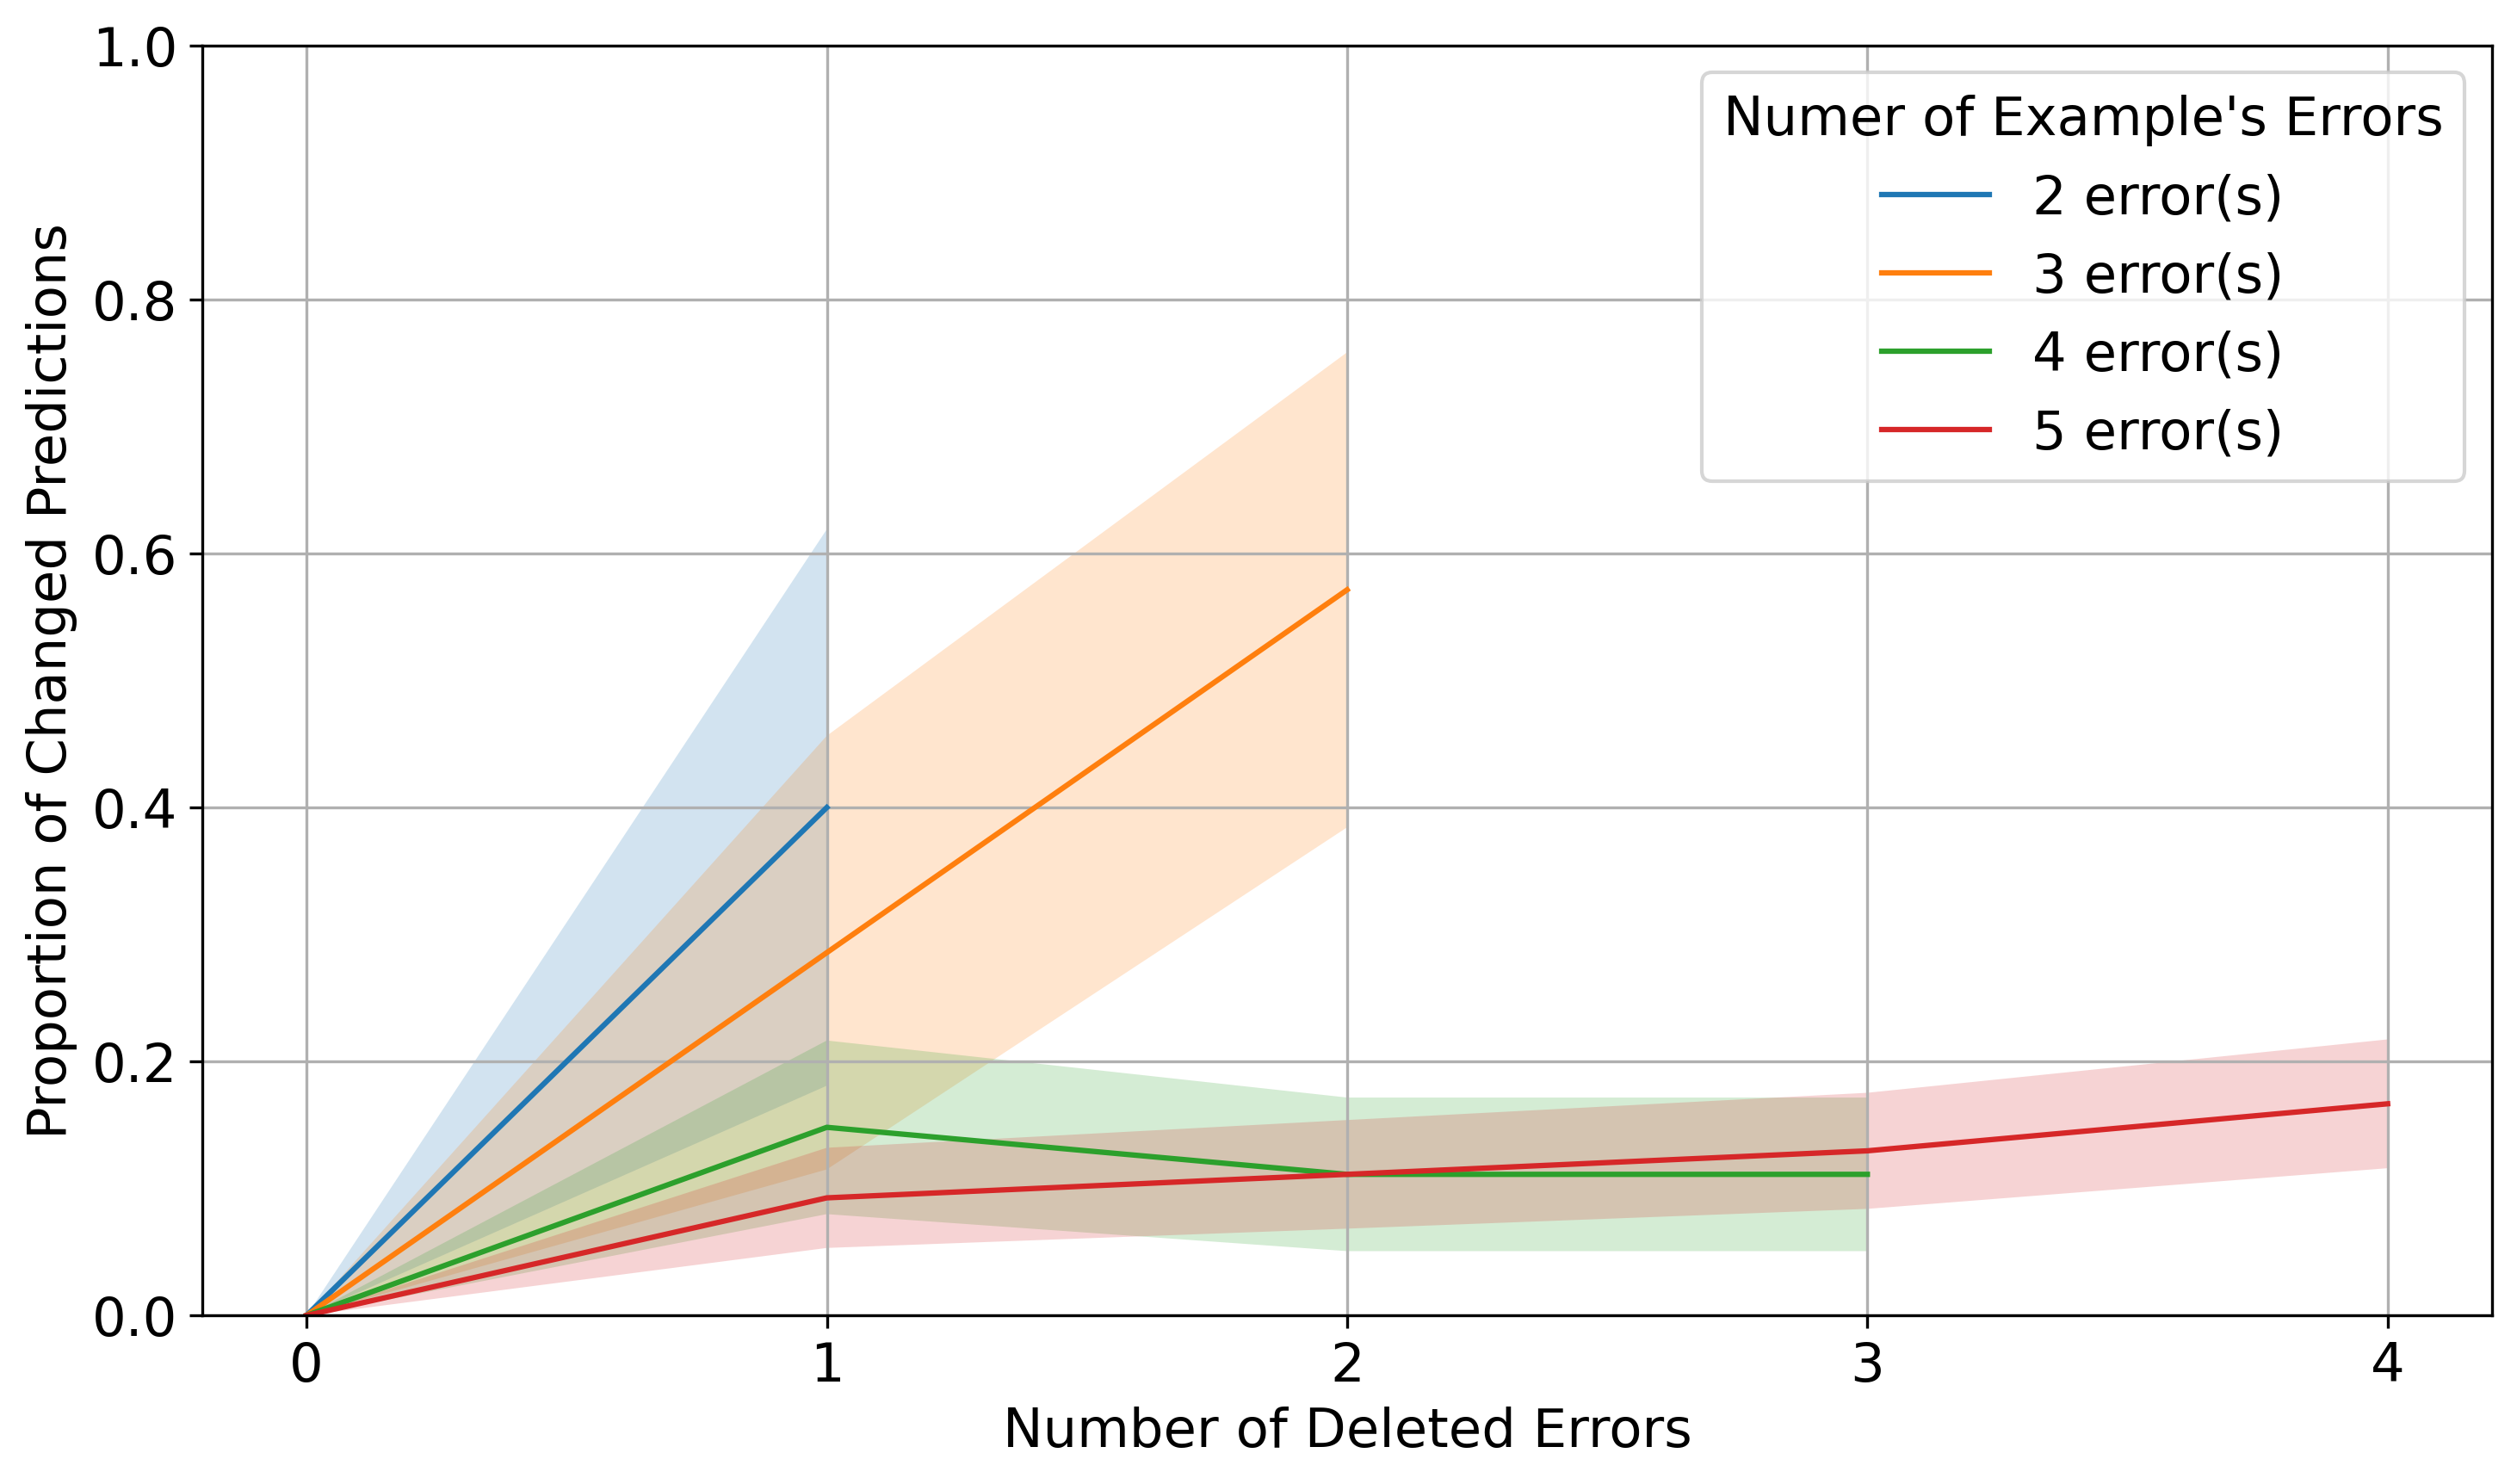 Numer of Example's Errors
2 error(s)
3 error(s)
4 error(s)
5 error(s)
Proportion of Changed Predictions
1.0
0.8
0.6
0.4
0.2
0.0
0 1 2 3 4
Number of Deleted Errors